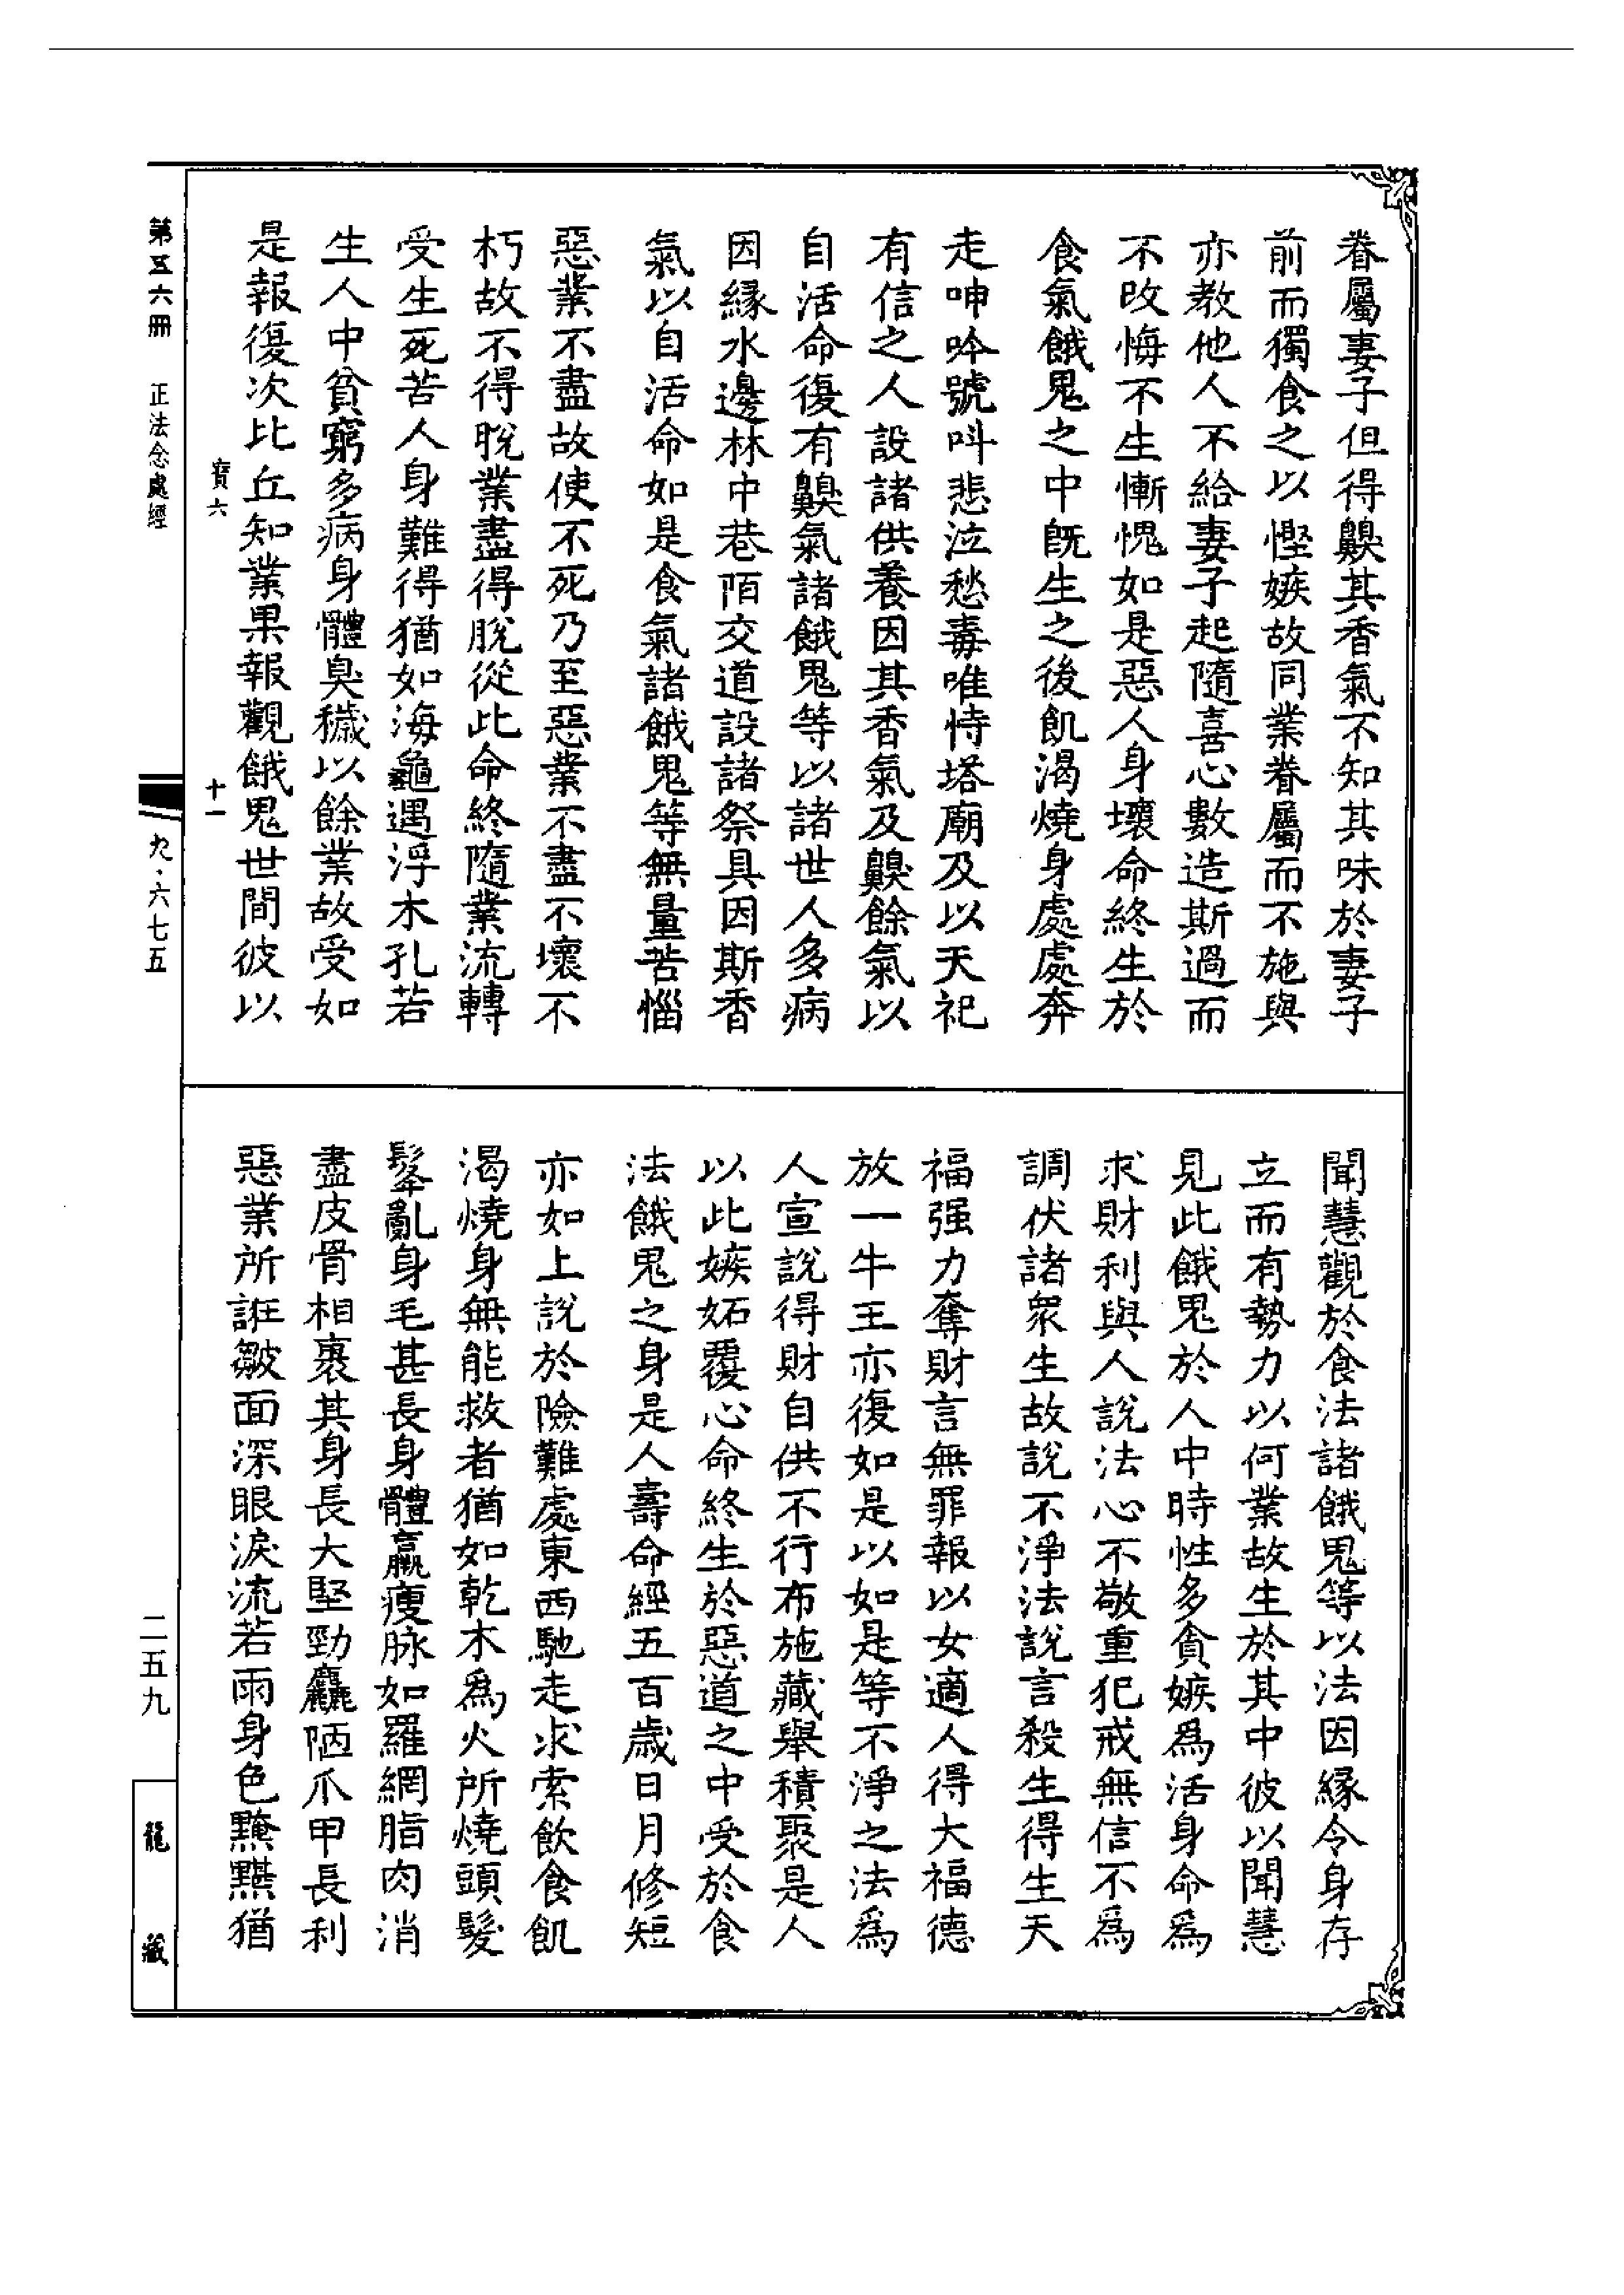 眷屬妻子但得齅其香氣不知其味於妻子
前而獨食之以慳嫉故同業眷屬而不施與
亦教他人不給妻子起隨喜心數造斯過而
不改悔不生慚愧如是惡人身壞命終生於
食氣餓鬼之中旣生之後飢渴燒身處處奔
走呻吟號叫悲泣愁毒唯恃塔廟及以天祀
有信之人設諸供養因其香氣及齅餘氣以
自活命復有齅氣諸餓鬼等以諸世人多病
因緣水邊林中巷陌交道設諸祭具因斯香
氣以自活命如是食氣諸餓鬼等無量苦惱
惡業不盡故使不死乃至惡業不盡不壞不
朽故不得脫業盡得脫從此命終隨業流轉
受生死苦人身難得猶如海龜遇浮木孔若
生人中貧窮多病身體臭穢以餘業故受如
是報復次比丘知業果報觀餓鬼世間彼以
聞慧觀於食法諸餓鬼等以法因緣令身存
立而有勢力以何業故生於其中彼以聞慧
見此餓鬼於人中時性多貪嫉爲活身命爲
求財利與人說法心不敬重犯戒無信不爲
調伏諸衆生故說不淨法說言殺生得生天
福强力奪財言無罪報以女適人得大福德
放一牛王亦復如是以如是等不淨之法爲
人宣說得財自供不行布施藏舉積聚是人
以此嫉妬覆心命終生於惡道之中受於食
法餓鬼之身是人壽命經五百歲日月修短
亦如上說於險難處東西馳走求索飲食飢
渴燒身無能救者猶如乾木爲火所燒頭髮
髼亂身毛甚長身體羸瘦脉如羅網脂肉消
盡皮骨相裹其身長大堅勁麤陋爪甲長利
惡業所誑皺面深眼淚流若雨身色黤黮猶
寶六
十一
第五六冊 正法念處經
九·六七五
二五九
龍藏